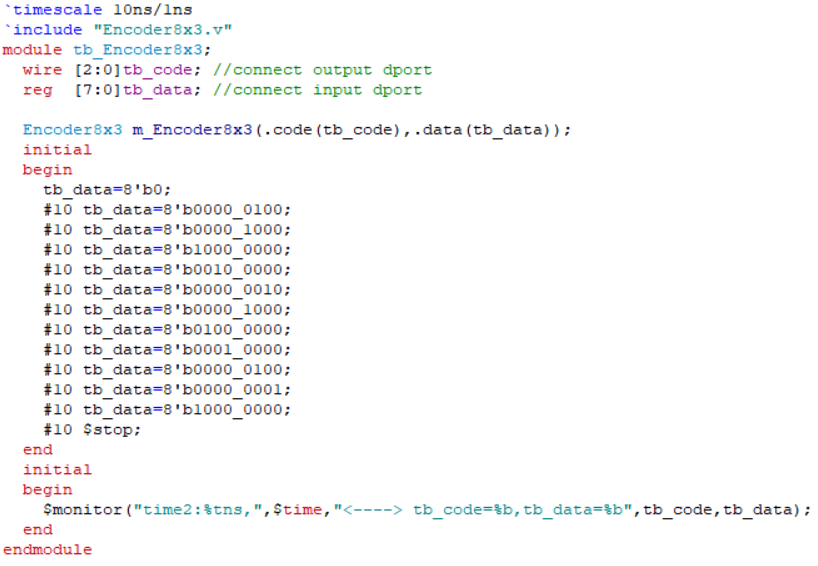 `timescale 10ns/1ns
`include "Encoder8x3.v"
module tb_Encoder8x3;
  wire [2:0]tb_code; //connect output dport
  reg  [7:0]tb_data; //connect input dport

  Encoder8x3 m_Encoder8x3(.code(tb_code),.data(tb_data));
  initial
  begin
    tb_data=8'b0;
    #10 tb_data=8'b0000_0100;
    #10 tb_data=8'b0000_1000;
    #10 tb_data=8'b1000_0000;
    #10 tb_data=8'b0010_0000;
    #10 tb_data=8'b0000_0010;
    #10 tb_data=8'b0000_1000;
    #10 tb_data=8'b0100_0000;
    #10 tb_data=8'b0001_0000;
    #10 tb_data=8'b0000_0100;
    #10 tb_data=8'b0000_0001;
    #10 tb_data=8'b1000_0000;
    #10 $stop;
  end
  initial
  begin
    $monitor("time2:%tns,",$time,"<----> tb_code=%b,tb_data=%b",tb_code,tb_data);
  end
endmodule